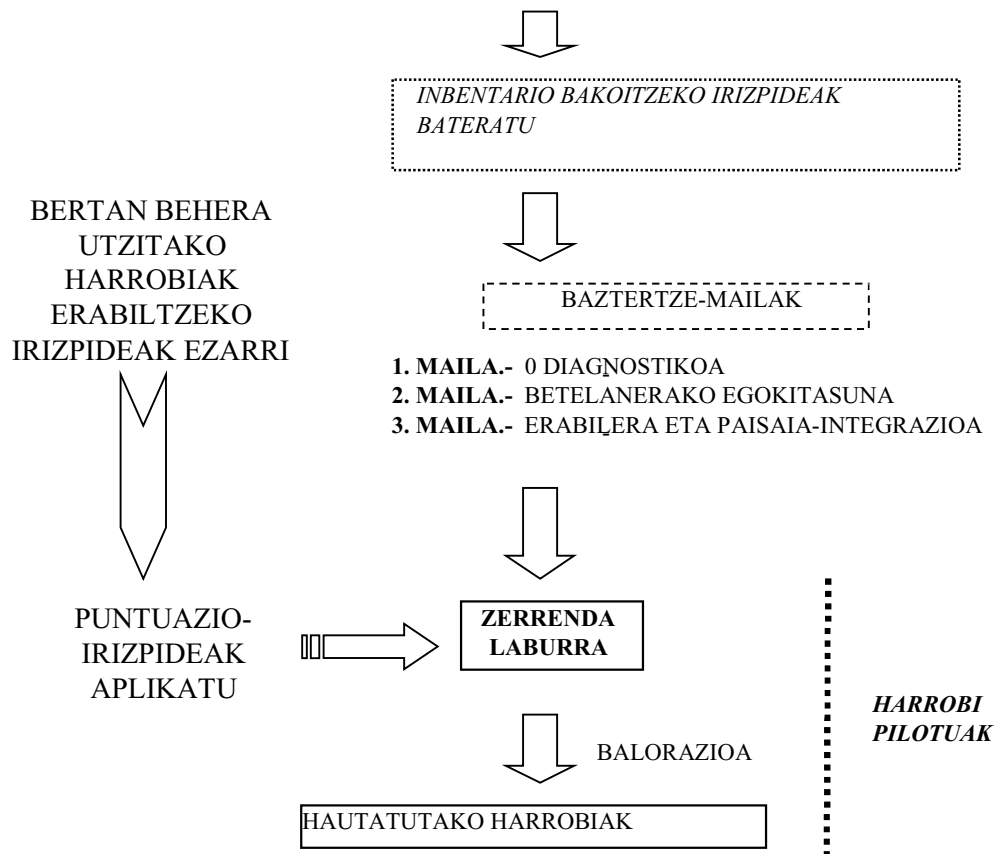 INBENTARIO BAKOITZEKO IRIZPIDEAK
BATERATU
BERTAN BEHERA
UTZITAKO
HARROBIAK
ERABILTZEKO
IRIZPIDEAK EZARRI
BAZTERTZE-MAILAK
1. MAILA.- 0 DIAGNOSTIKOA
2. MAILA.- BETELANERAKO EGOKITASUNA
3. MAILA.- ERABILERA ETA PAISAIA-INTEGRAZIOA
PUNTUAZIO-
IRIZPIDEAK
APLIKATU
ZERRENDA
LABURRA
HARROBI
PILOTUAK
BALORAZIOA
HAUTATUTAKO HARROBIAK